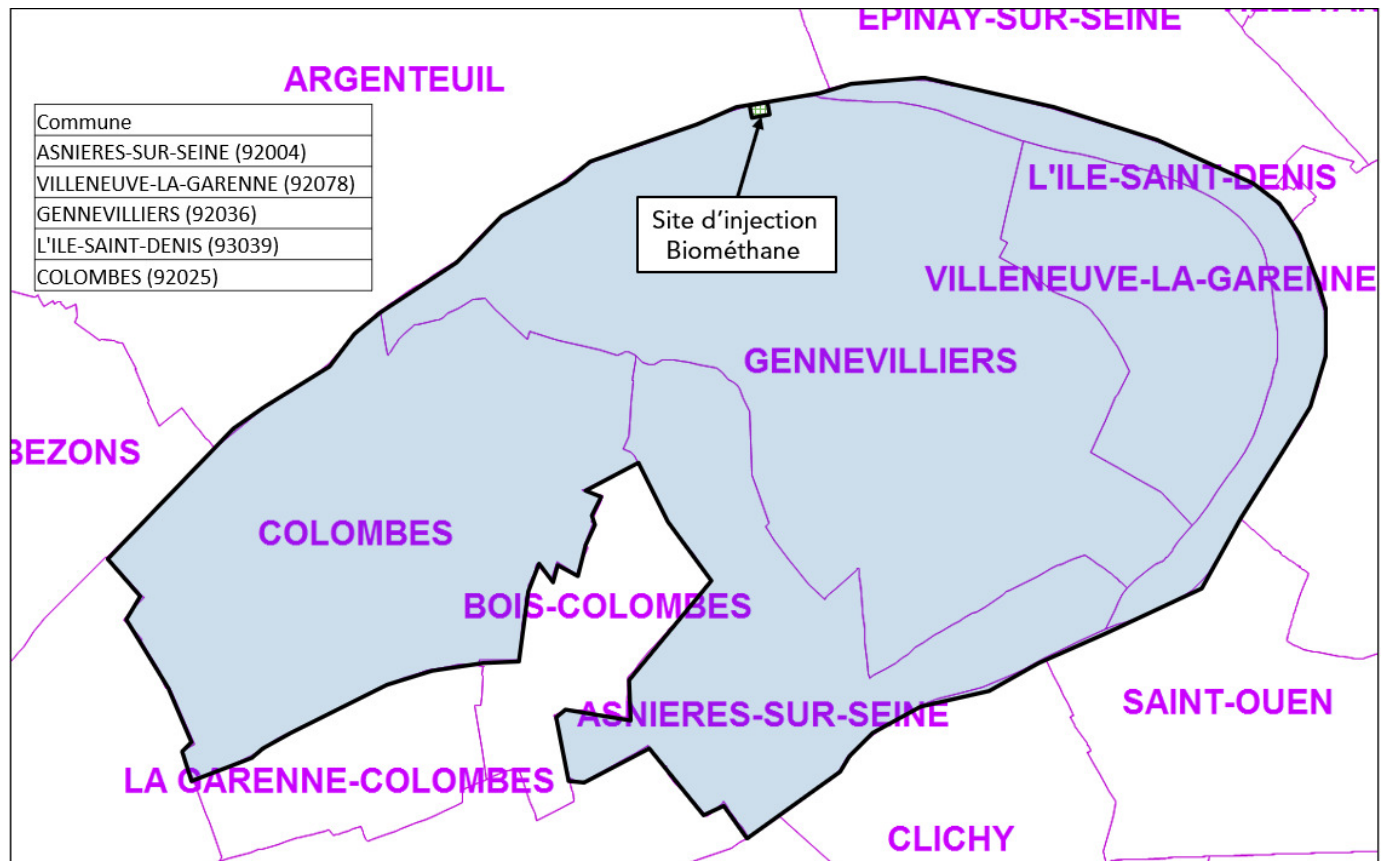 EPINAY-SUR-SEINE
ARGENTEUIL
Commune
ASNIERES-SUR-SEINE (92004)
VILLENEUVE-LA-GARENNE (92078)
GENNEVILLIERS (92036)
L'ILE-SAINT-DENIS (93039)
COLOMBES (92025)
L'ILE-SAINT-DENIS
Site d'injection
Biométhane
VILLENEUVE-LA-GARENNE
GENNEVILLIERS
BEZONS
COLOMBES
BOIS-COLOMBES
ASNIERES-SUR-SEINE
SAINT-OUEN
LA GARENNE-COLOMBES
CLICHY